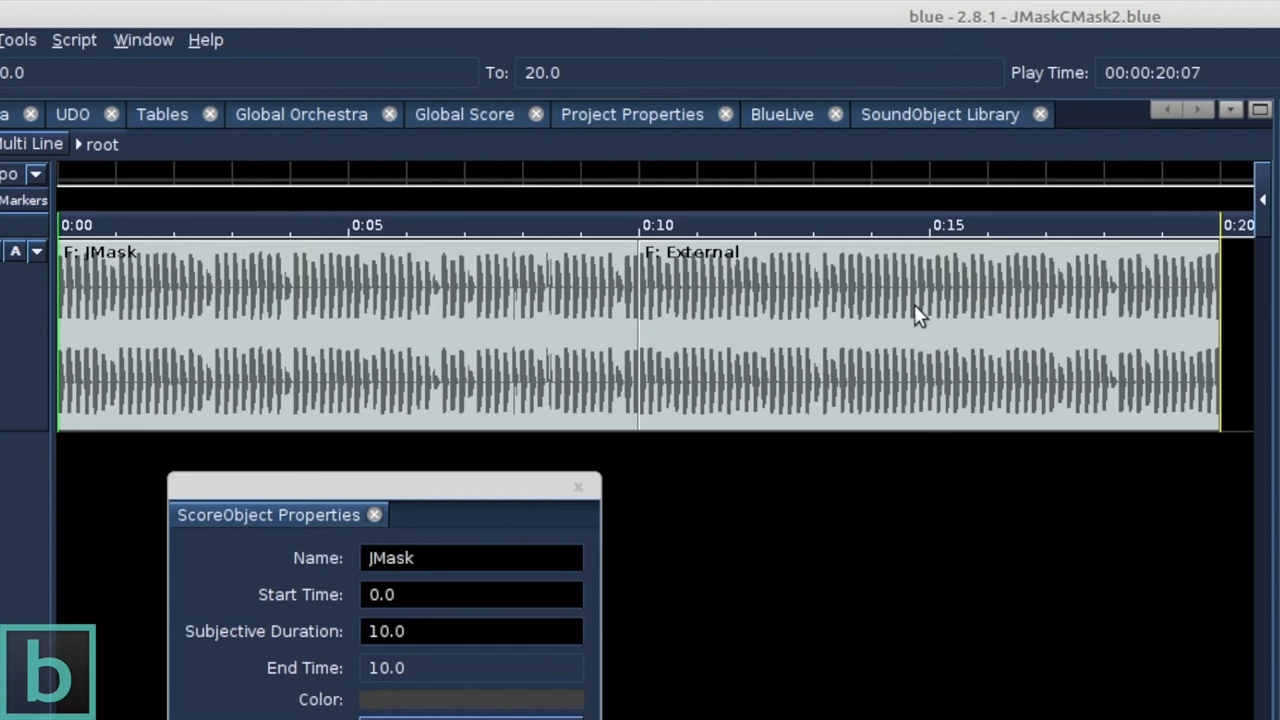 blue - 2.8.1 - JMaskCMask2.blue
Tools Script Window Help
0.0 To: 20.0 Play Time: 00:00:20:07
a UDO Tables Global Orchestra Global Score Project Properties BlueLive SoundObject Library
Multi Line root
po
Markers
0:00 0:05 0:10 0:15 0:20
A F: JMask F: External
ScoreObject Properties
Name: JMask
Start Time: 0.0
Subjective Duration: 10.0
End Time: 10.0
Color:
b